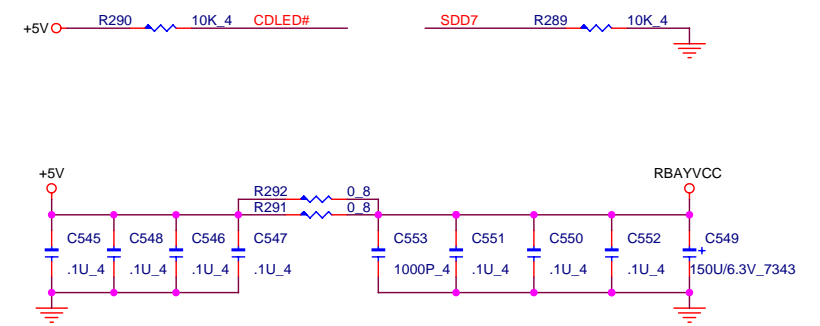 +5V R290 10K_4 CDLED# SDD7 R289 10K_4
+5V RBAYVCC
R292 0_8
R291 0_8
C545 C548 C546 C547 C553 C551 C550 C552 C549
+
.1U_4 .1U_4 .1U_4 .1U_4 1000P_4 .1U_4 .1U_4 .1U_4 150U/6.3V_7343